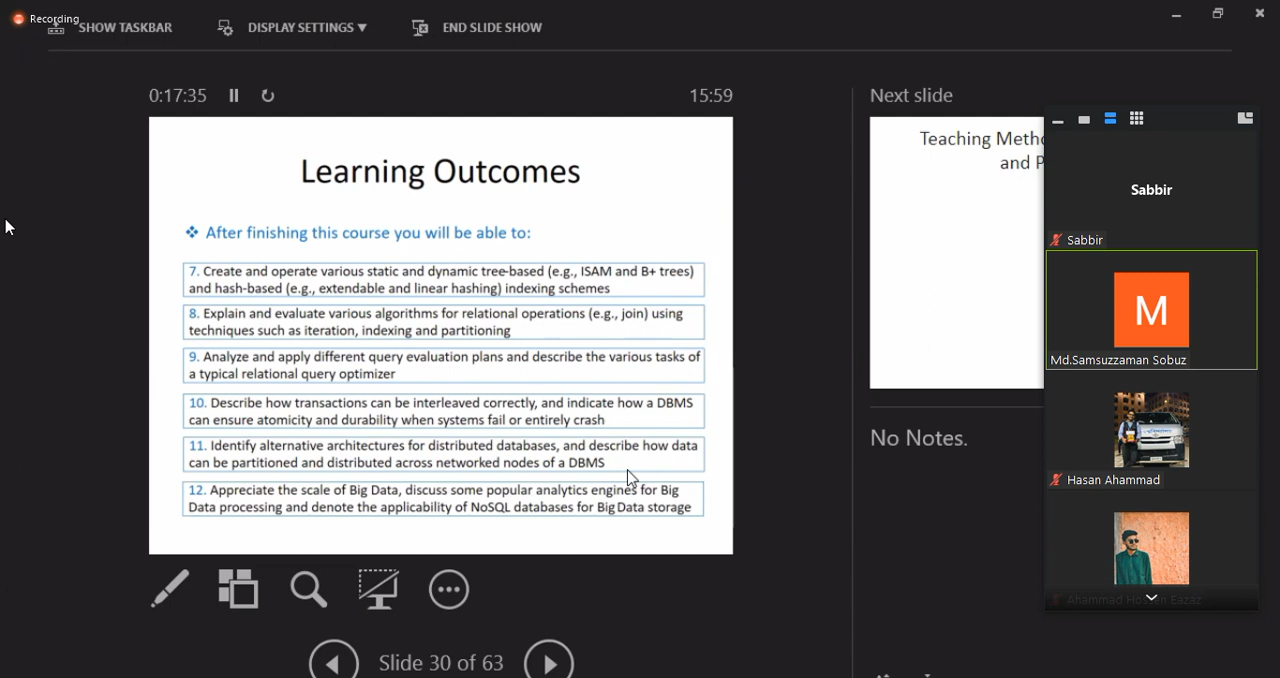 Recording
SHOW TASKBAR
DISPLAY SETTINGS ▼
END SLIDE SHOW
0:17:35
15:59
Learning Outcomes
❖ After finishing this course you will be able to:
7. Create and operate various static and dynamic tree-based (e.g., ISAM and B+ trees)
and hash-based (e.g., extendable and linear hashing) indexing schemes
8. Explain and evaluate various algorithms for relational operations (e.g., join) using
techniques such as iteration, indexing and partitioning
9. Analyze and apply different query evaluation plans and describe the various tasks of
a typical relational query optimizer
10. Describe how transactions can be interleaved correctly, and indicate how a DBMS
can ensure atomicity and durability when systems fail or entirely crash
11. Identify alternative architectures for distributed databases, and describe how data
can be partitioned and distributed across networked nodes of a DBMS
12. Appreciate the scale of Big Data, discuss some popular analytics engines for Big
Data processing and denote the applicability of NoSQL databases for Big Data storage
Slide 30 of 63
Next slide
Teaching Metho
and P
No Notes.
Sabbir
Sabbir
M
Md.Samsuzzaman Sobuz
Hasan Ahammad
Ahammad Hossen Eazaz